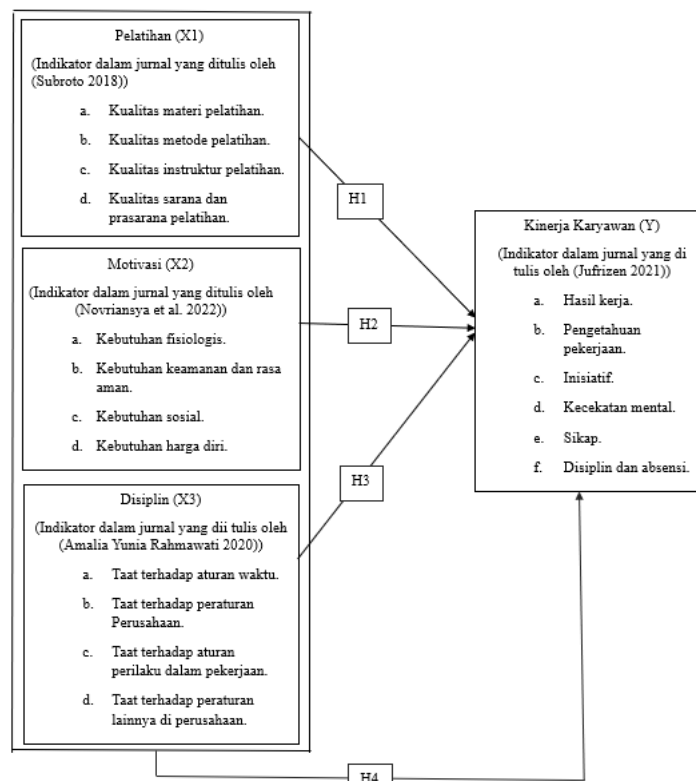 Pelatihan (X1)
(Indikator dalam jurnal yang ditulis oleh
(Subroto 2018))
a. Kualitas materi pelatihan.
b. Kualitas metode pelatihan.
c. Kualitas instruktur pelatihan.
d. Kualitas sarana dan
prasarana pelatihan.
Motivasi (X2)
(Indikator dalam jurnal yang ditulis oleh
(Novriansya et al. 2022))
a. Kebutuhan fisiologis.
b. Kebutuhan keamanan dan rasa
aman.
c. Kebutuhan sosial.
d. Kebutuhan harga diri.
Disiplin (X3)
(Indikator dalam jurnal yang dii tulis oleh
(Amalia Yunia Rahmawati 2020))
a. Taat terhadap aturan waktu.
b. Taat terhadap peraturan
Perusahaan.
c. Taat terhadap aturan
perilaku dalam pekerjaan.
d. Taat terhadap peraturan
lainnya di perusahaan.
H1
H2
H3
H4
Kinerja Karyawan (Y)
(Indikator dalam jurnal yang di
tulis oleh (Jufrizen 2021))
a. Hasil kerja.
b. Pengetahuan
pekerjaan.
c. Inisiatif.
d. Kecekatan mental.
e. Sikap.
f. Disiplin dan absensi.